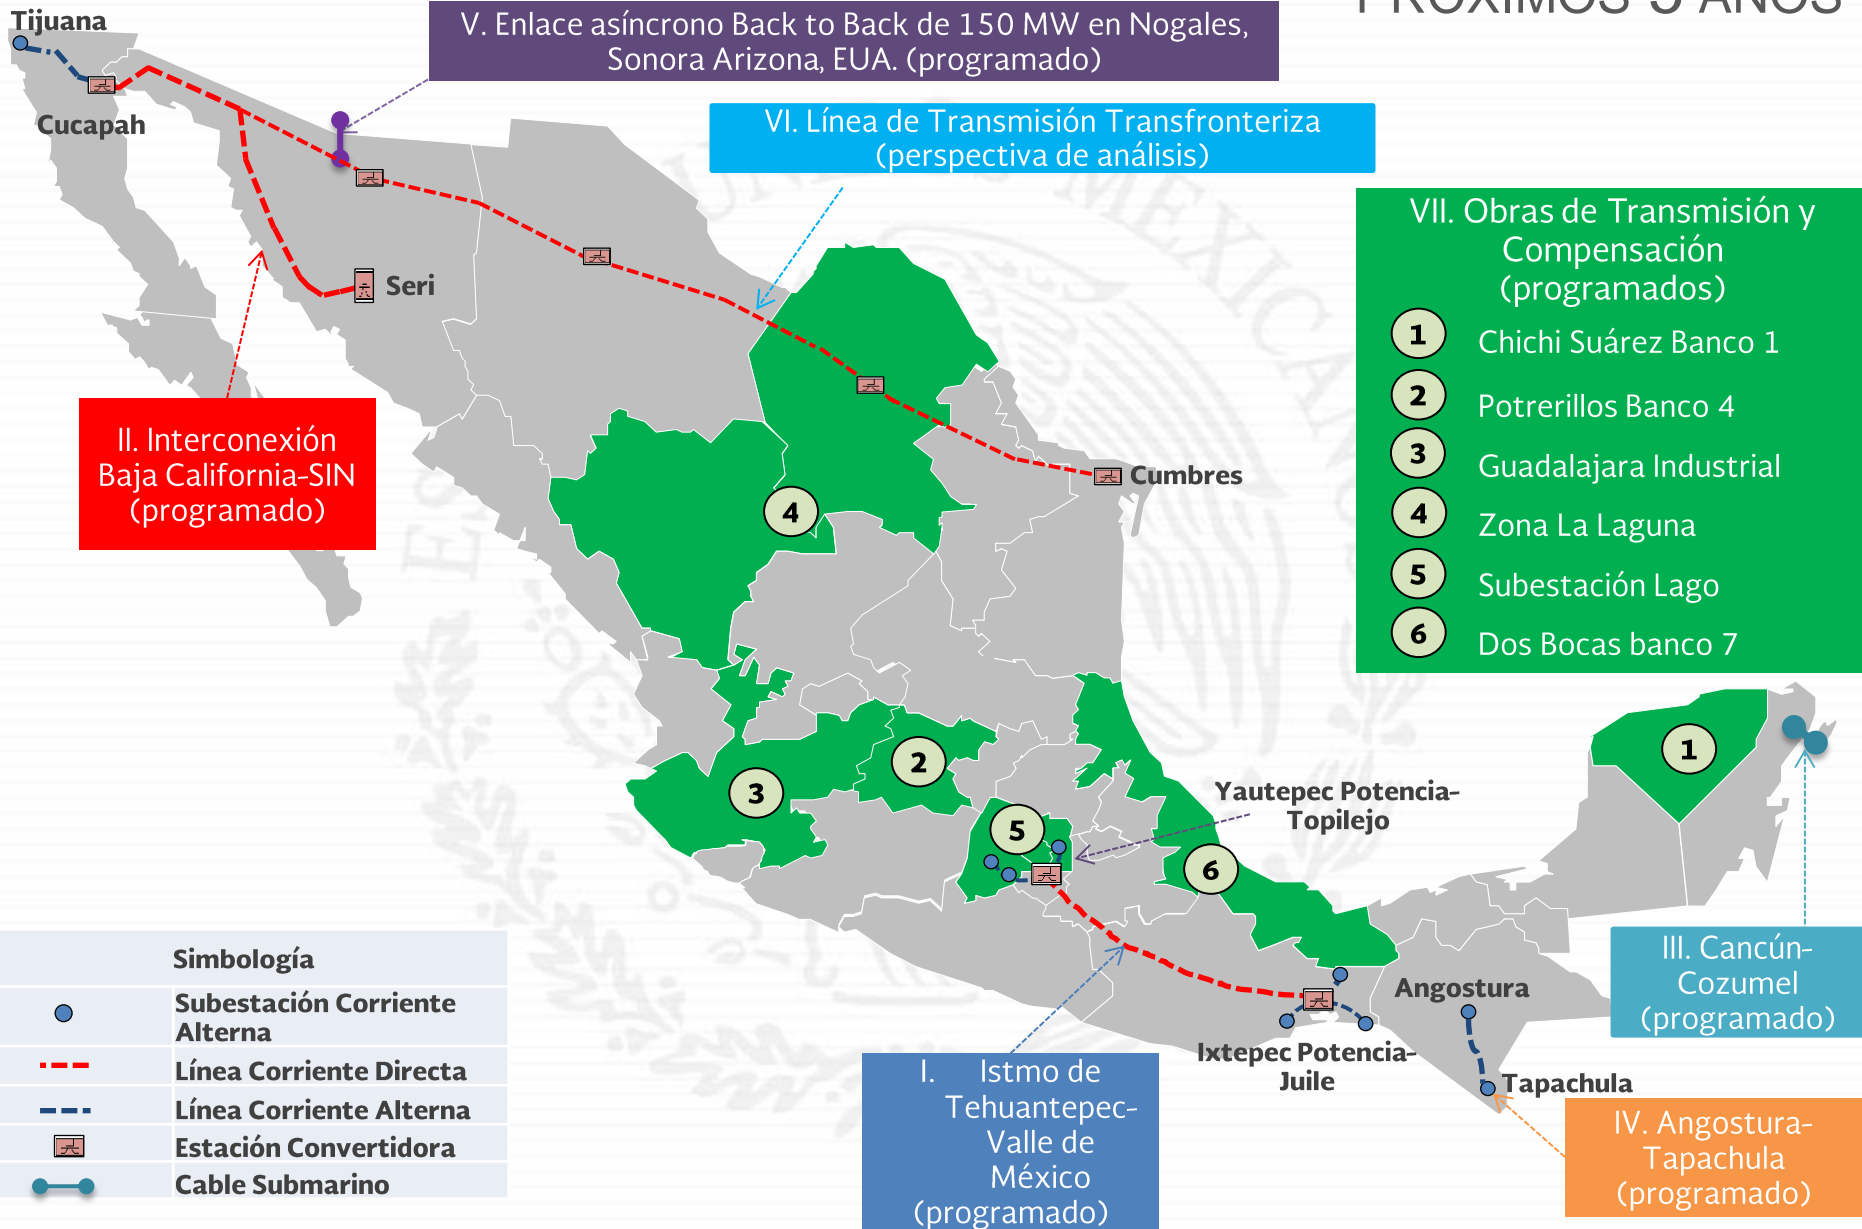 PRÓXIMOS 5 AÑOS
Tijuana
V. Enlace asíncrono Back to Back de 150 MW en Nogales,
Sonora Arizona, EUA. (programado)
Cucapah
VI. Línea de Transmisión Transfronteriza
(perspectiva de análisis)
Seri
VII. Obras de Transmisión y
Compensación
(programados)
1 Chichi Suárez Banco 1
2 Potrerillos Banco 4
3 Guadalajara Industrial
4 Zona La Laguna
5 Subestación Lago
6 Dos Bocas banco 7
II. Interconexión
Baja California-SIN
(programado)
Cumbres
4
1
2
3
5
6
Yautepec Potencia-
Topilejo
III. Cancún-
Cozumel
(programado)
Angostura
Ixtepec Potencia-
Juile
Tapachula
I. Istmo de
Tehuantepec-
Valle de
México
(programado)
IV. Angostura-
Tapachula
(programado)
Simbología
Subestación Corriente
Alterna
Línea Corriente Directa
Línea Corriente Alterna
Estación Convertidora
Cable Submarino